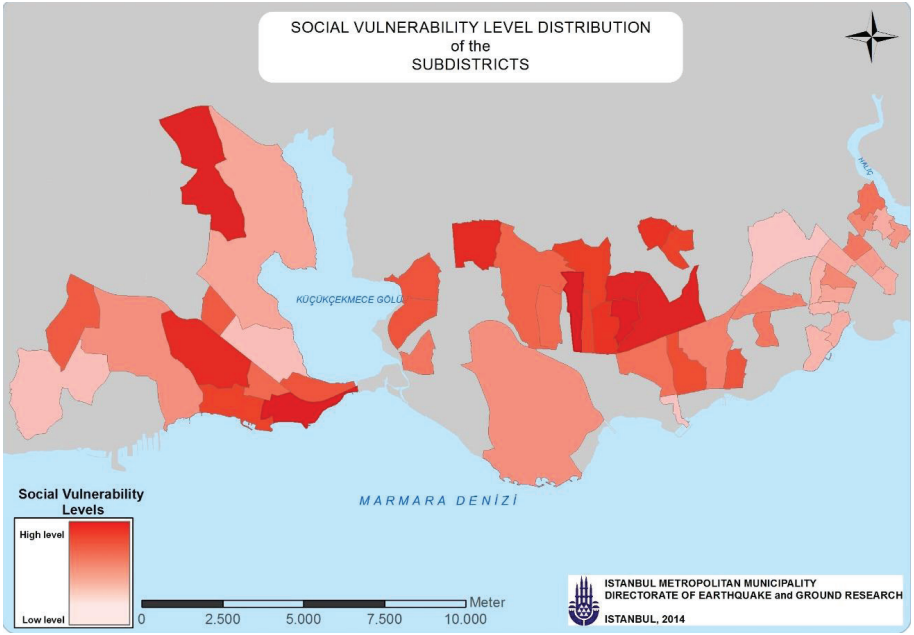 SOCIAL VULNERABILITY LEVEL DISTRIBUTION
of the
SUBDISTRICTS
HALİÇ
KÜÇÜKÇEKMECE GÖLÜ
MARMARA DENİZİ
Social Vulnerability
Levels
High level
Low level
0 2.500 5.000 7.500 10.000
Meter
ISTANBUL METROPOLITAN MUNICIPALITY
DIRECTORATE OF EARTHQUAKE and GROUND RESEARCH
ISTANBUL, 2014